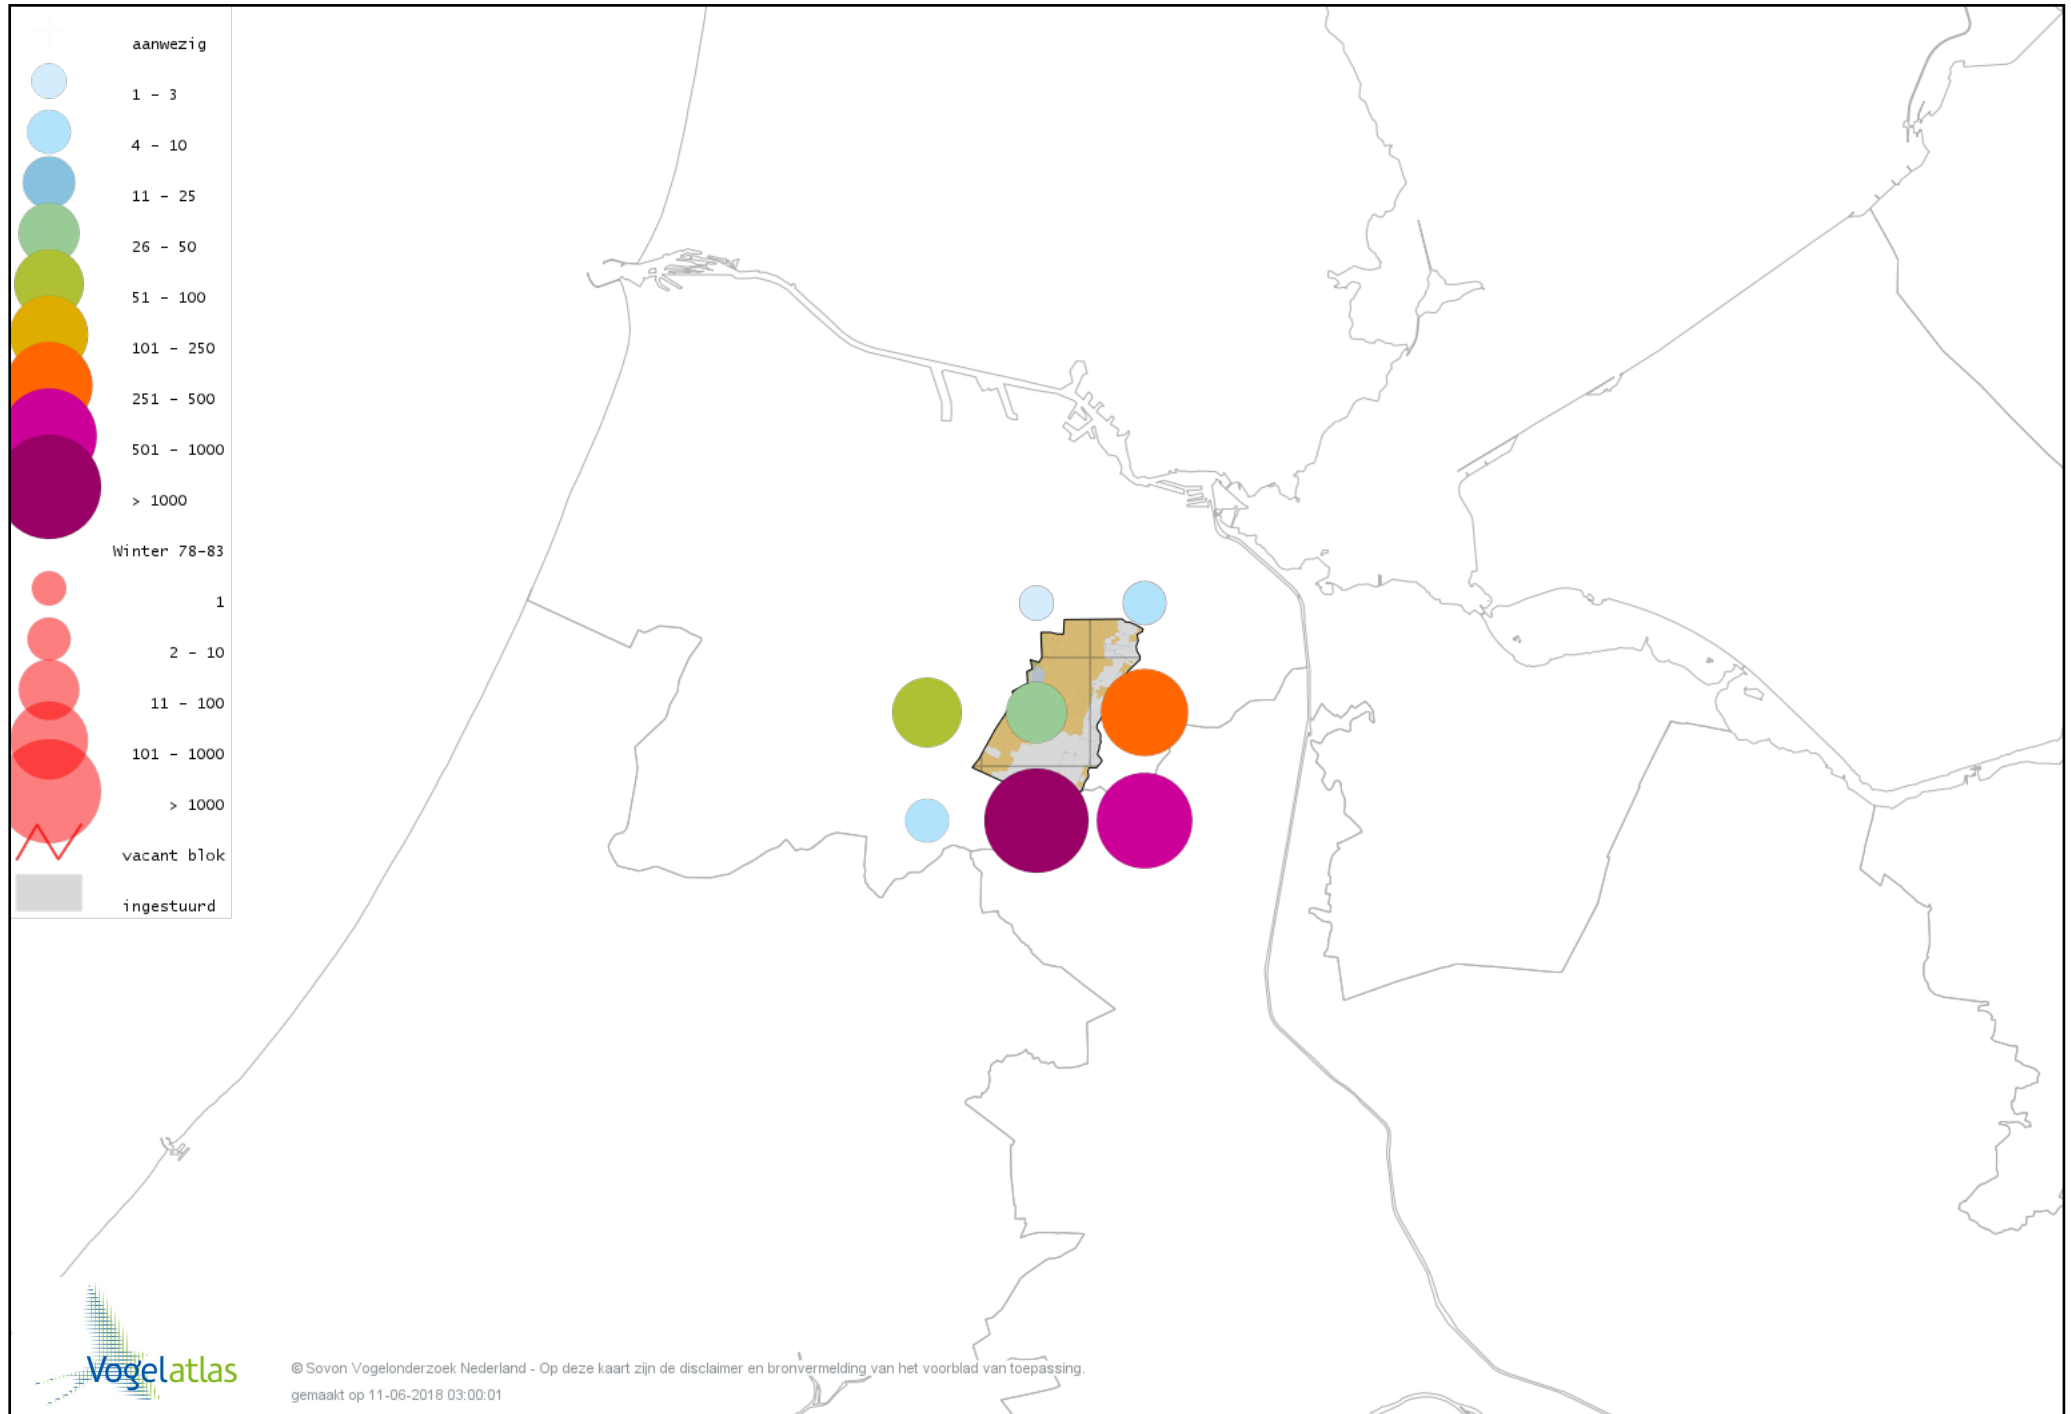 aanwezig
1 - 3
4 - 10
11 - 25
26 - 50
51 - 100
101 - 250
251 - 500
501 - 1000
> 1000
Winter 78-83
1
2 - 10
11 - 100
101 - 1000
> 1000
vacant blok
ingestuurd
Vogelatlas
© Sovon Vogelonderzoek Nederland - Op deze kaart zijn de disclaimer en bronvermelding van het voorblad van toepassing.
gemaakt op 11-06-2018 03:00:01